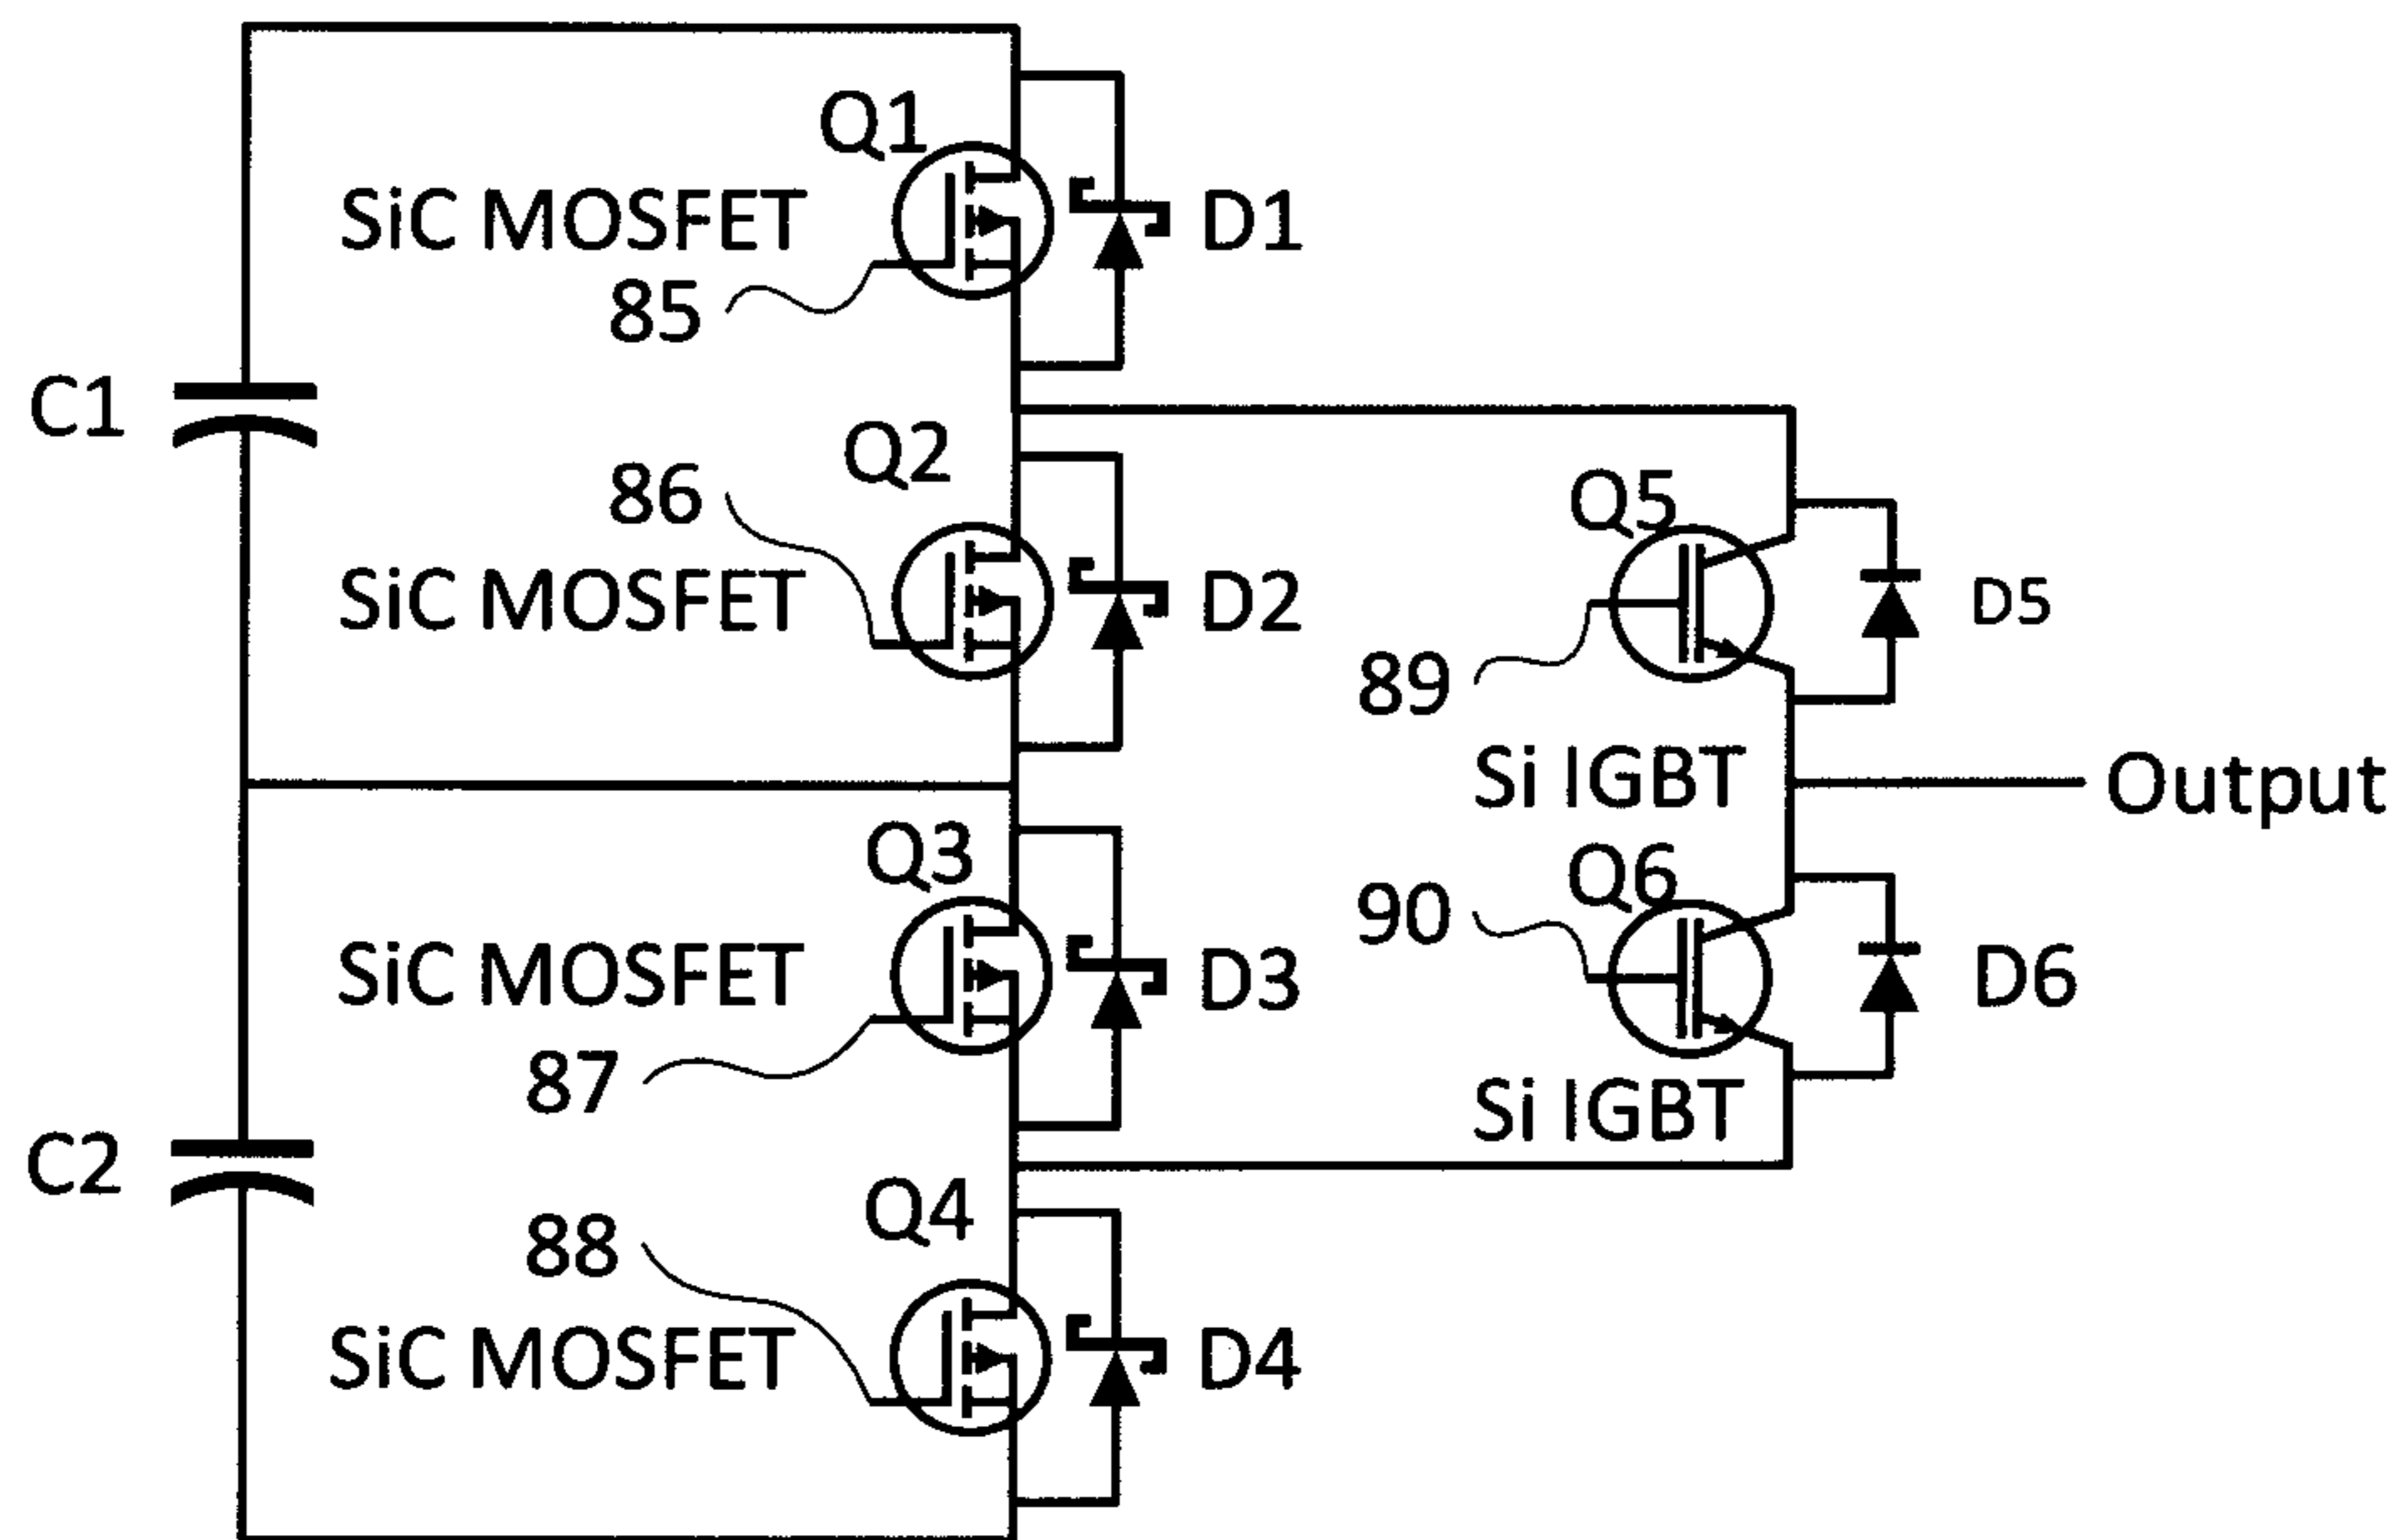 Q1
SiC MOSFET
D1
85
C1
Q2
86
Q5
SiC MOSFET
D2
D5
89
Si IGBT
Output
Q3
Q6
90
SiC MOSFET
D3
D6
87
Si IGBT
C2
Q4
88
SiC MOSFET
D4